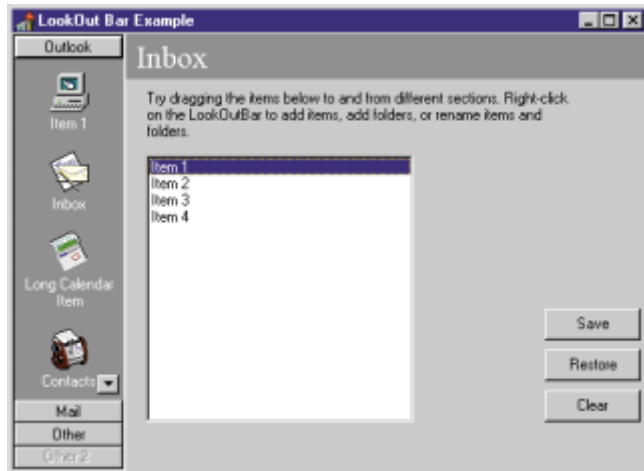 LookOut Bar Example
Outlook
Inbox
Try dragging the items below to and from different sections. Right-click
on the LookOutBar to add items, add folders, or rename items and
folders.
Item 1
Inbox
Long Calendar
Item
Contacts
Mail
Other
Other 2
Item 1
Item 2
Item 3
Item 4
Save
Restore
Clear